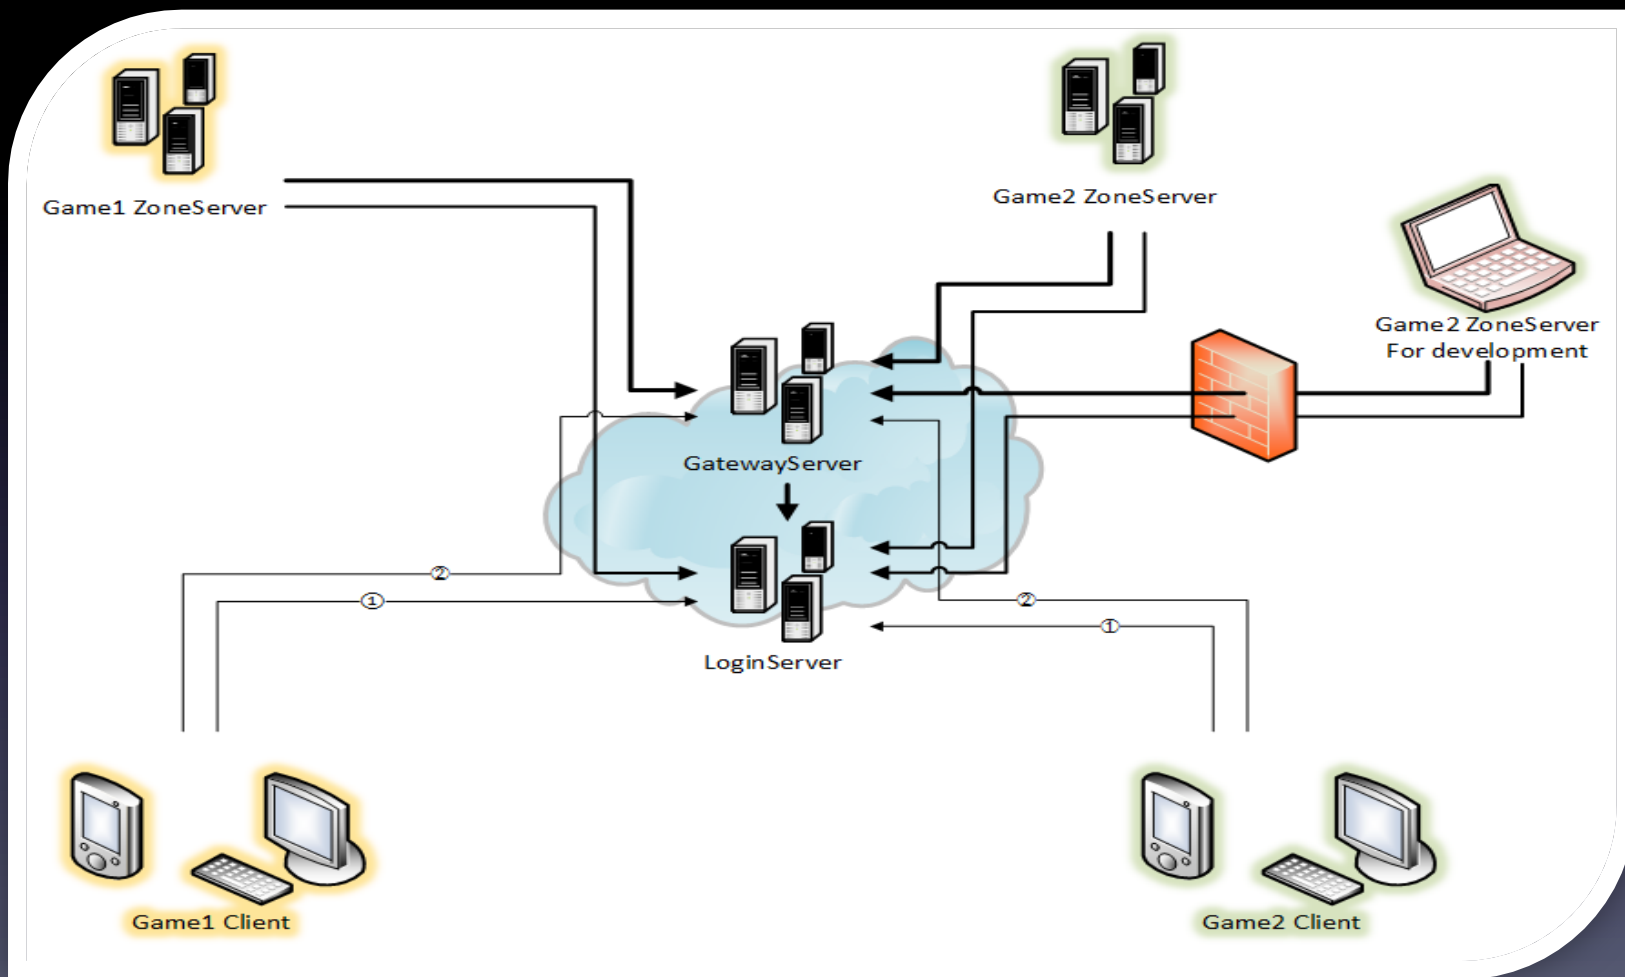 Game1 ZoneServer
Game2 ZoneServer
Game2 ZoneServer
For development
GatewayServer
②
①
②
①
LoginServer
Game1 Client
Game2 Client